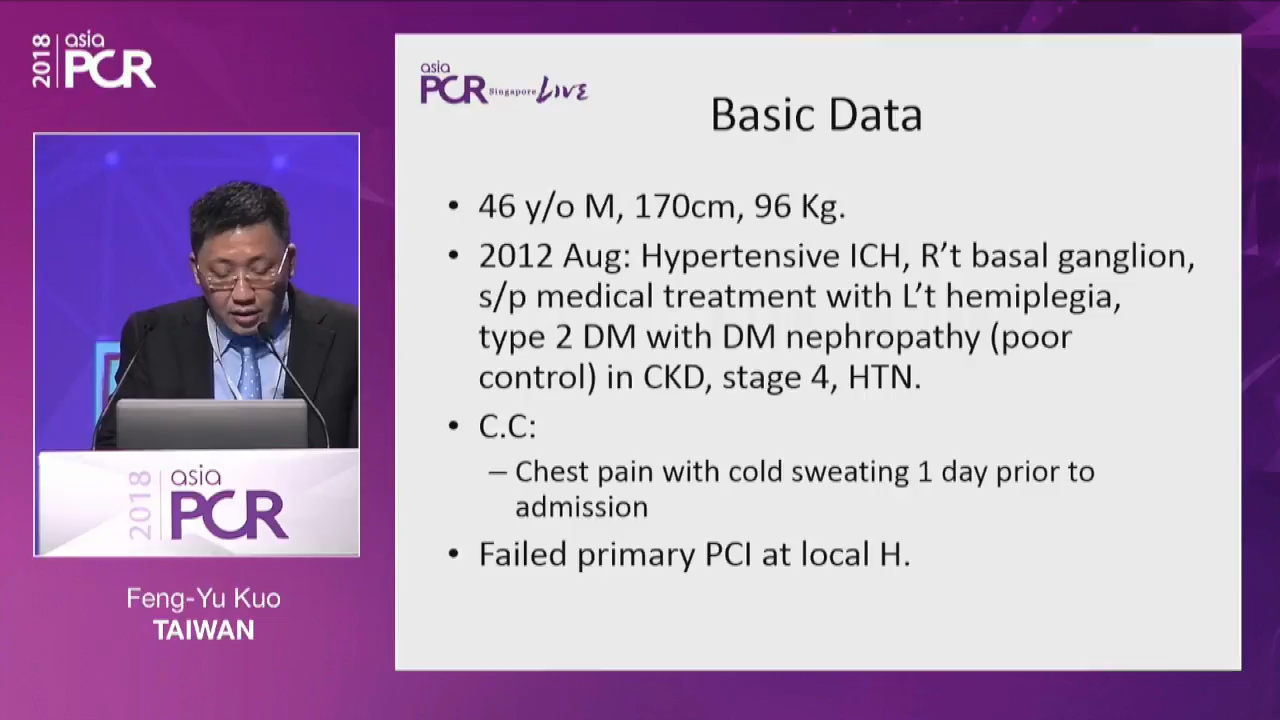 2018 asia PCR
asia
PCR Singapore LIVE
Basic Data
• 46 y/o M, 170cm, 96 Kg.
• 2012 Aug: Hypertensive ICH, R’t basal ganglion,
s/p medical treatment with L’t hemiplegia,
type 2 DM with DM nephropathy (poor
control) in CKD, stage 4, HTN.
• C.C:
– Chest pain with cold sweating 1 day prior to
admission
• Failed primary PCI at local H.
2018 asia PCR
Feng-Yu Kuo
TAIWAN